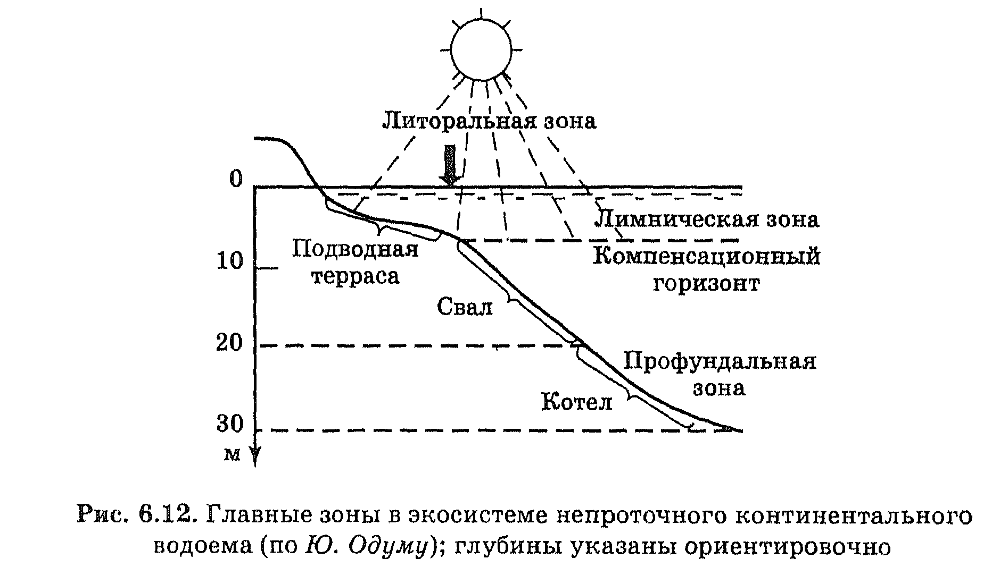 Литоральная зона
0
Лимническая зона
Подводная
терраса
10
Компенсационный
горизонт
Свал
20
Профундальная
зона
Котел
30
м
Рис. 6.12. Главные зоны в экосистеме непроточного континентального
водоема (по Ю. Одуму); глубины указаны ориентировочно